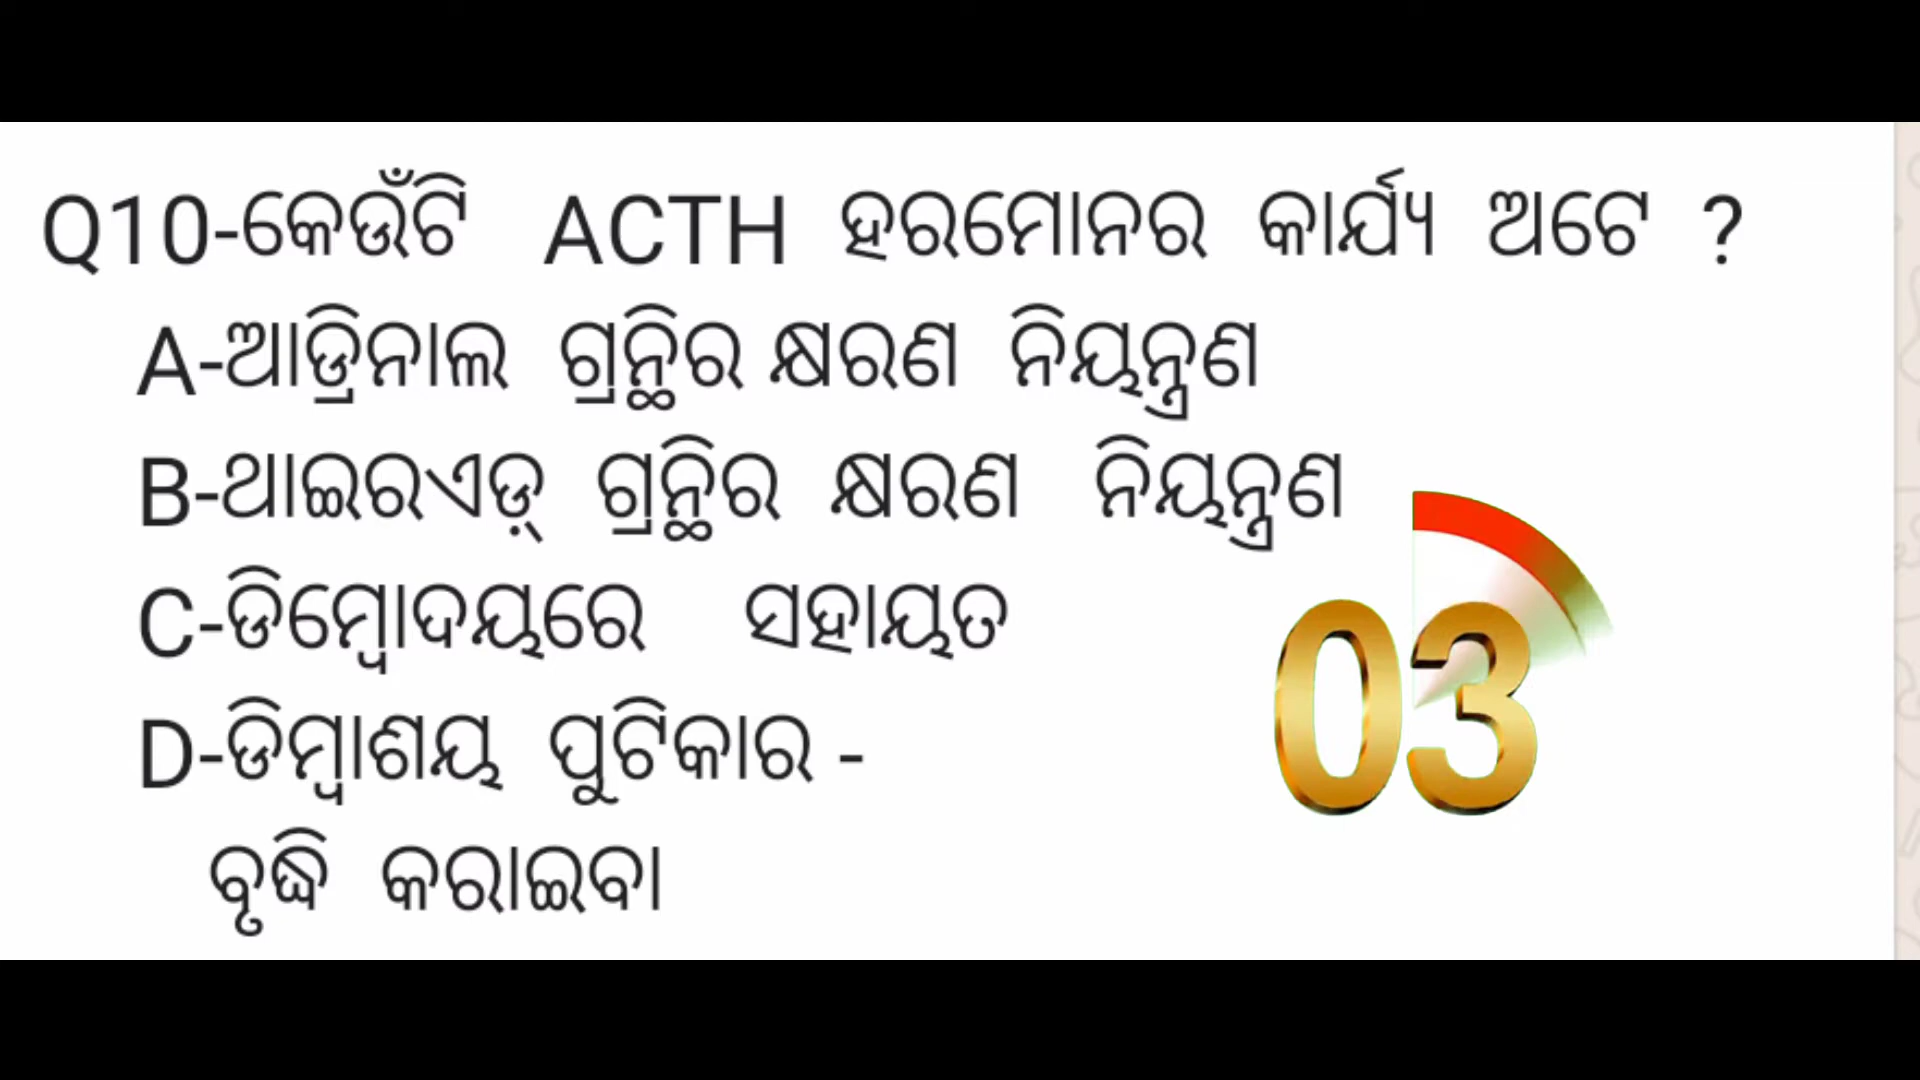 Q10-କେଉଁଟି ACTH ହରମୋନର କାର୍ଯ୍ୟ ଅଟେ ?
A-ଆଡ୍ରିନାଲ ଗ୍ରନ୍ଥିର କ୍ଷରଣ ନିୟନ୍ତ୍ରଣ
B-ଥାଇରଏଡ଼୍ ଗ୍ରନ୍ଥିର କ୍ଷରଣ ନିୟନ୍ତ୍ରଣ
C-ଡିମ୍ବୋଦୟରେ ସହାୟତ
D-ଡିମ୍ବାଶୟ ପୁଟିକାର -
ବୃଦ୍ଧି କରାଇବା
03